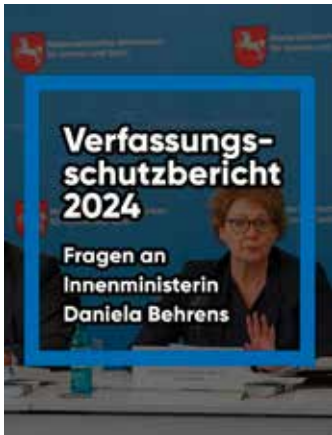 Verfassungs-
schutzbericht
2024
Fragen an
Innenministerin
Daniela Behrens